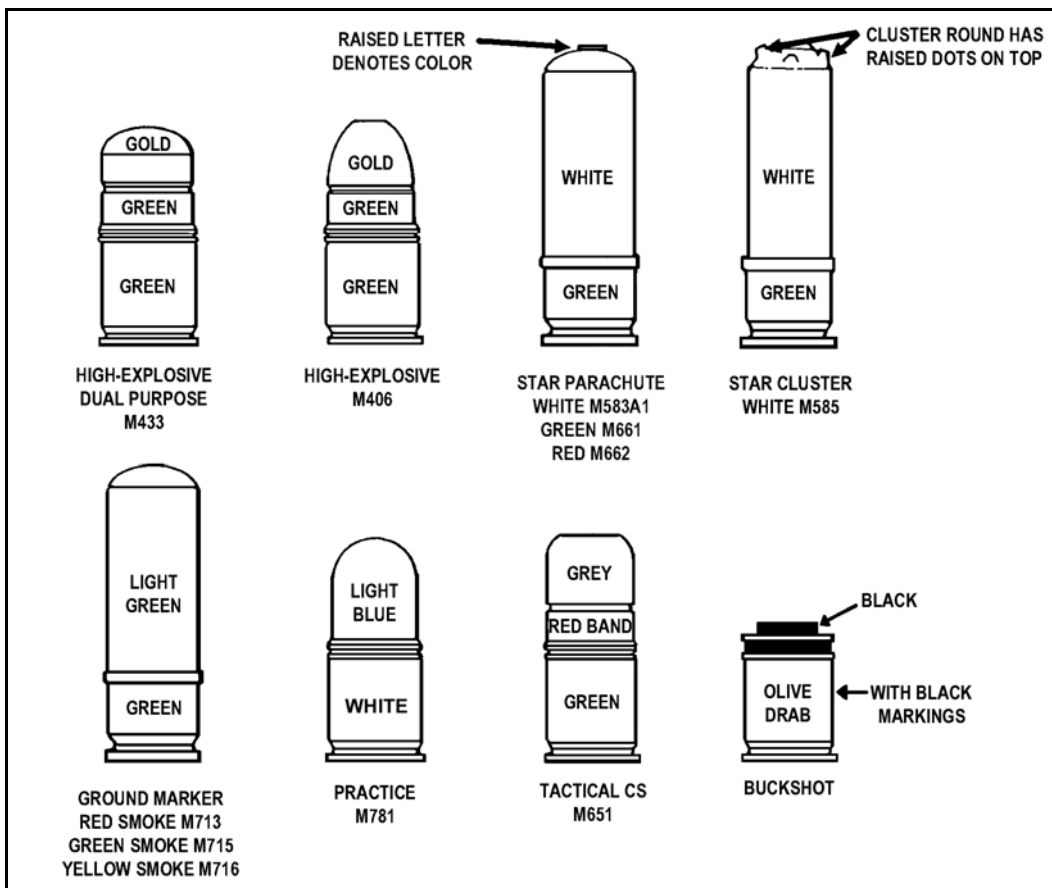 RAISED LETTER
DENOTES COLOR
CLUSTER ROUND HAS
RAISED DOTS ON TOP
GOLD
GREEN
GREEN
HIGH-EXPLOSIVE
DUAL PURPOSE
M433
GOLD
GREEN
GREEN
HIGH-EXPLOSIVE
M406
WHITE
GREEN
STAR PARACHUTE
WHITE M583A1
GREEN M661
RED M662
WHITE
GREEN
STAR CLUSTER
WHITE M585
LIGHT
GREEN
GREEN
GROUND MARKER
RED SMOKE M713
GREEN SMOKE M715
YELLOW SMOKE M716
LIGHT
BLUE
WHITE
PRACTICE
M781
GREY
RED BAND
GREEN
TACTICAL CS
M651
BLACK
OLIVE
DRAB
WITH BLACK
MARKINGS
BUCKSHOT